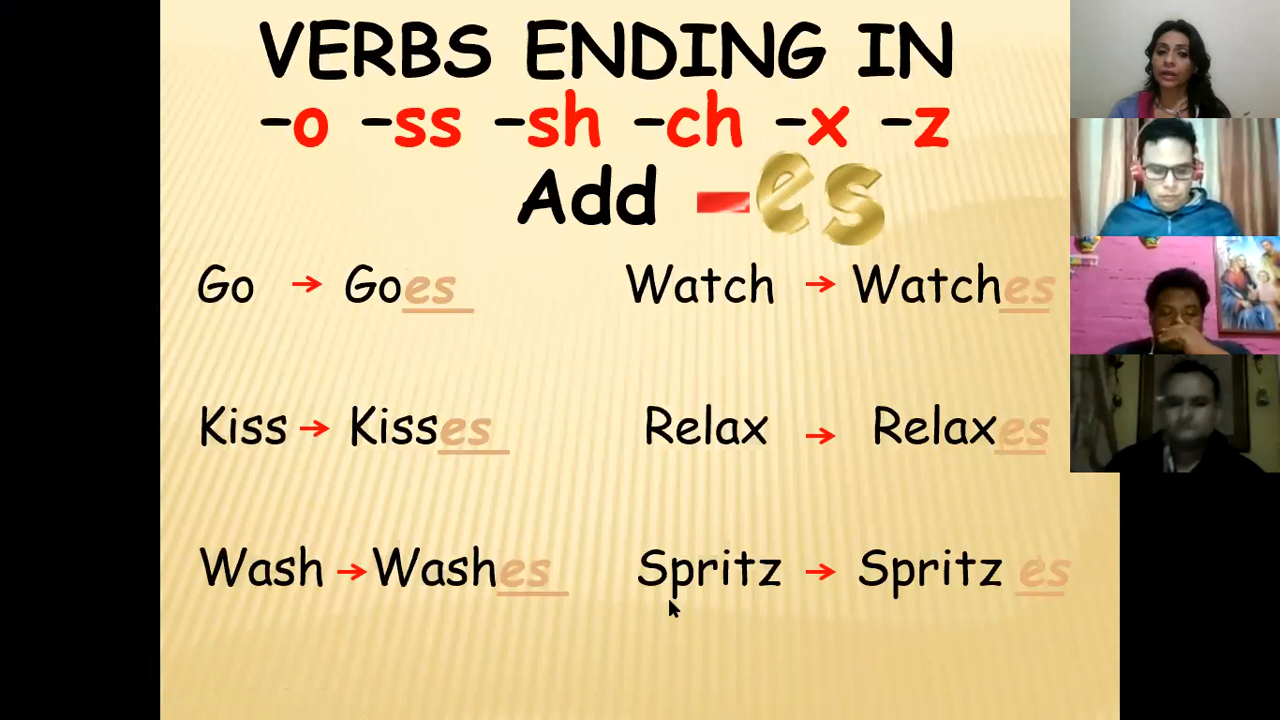 VERBS ENDING IN
-o -ss -sh -ch -x -z
Add -es
Go → Goes
Watch → Watches
Kiss → Kisses
Relax → Relaxes
Wash → Washes
Spritz → Spritz es